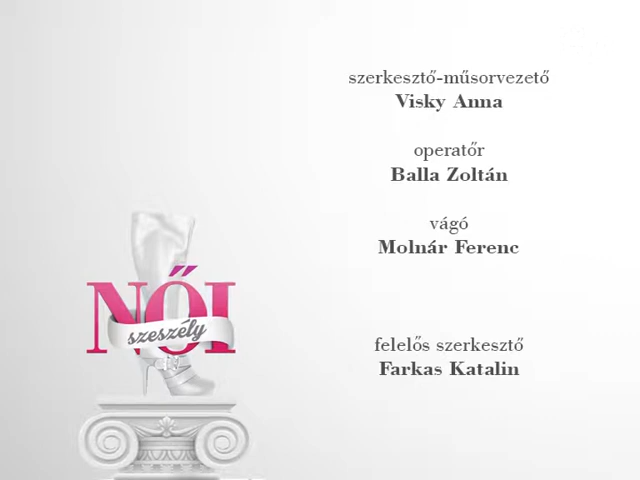 szerkesztő-műsorvezető
Visky Anna
operatőr
Balla Zoltán
vágó
Molnár Ferenc
NŐI
szeszély
felelős szerkesztő
Farkas Katalin